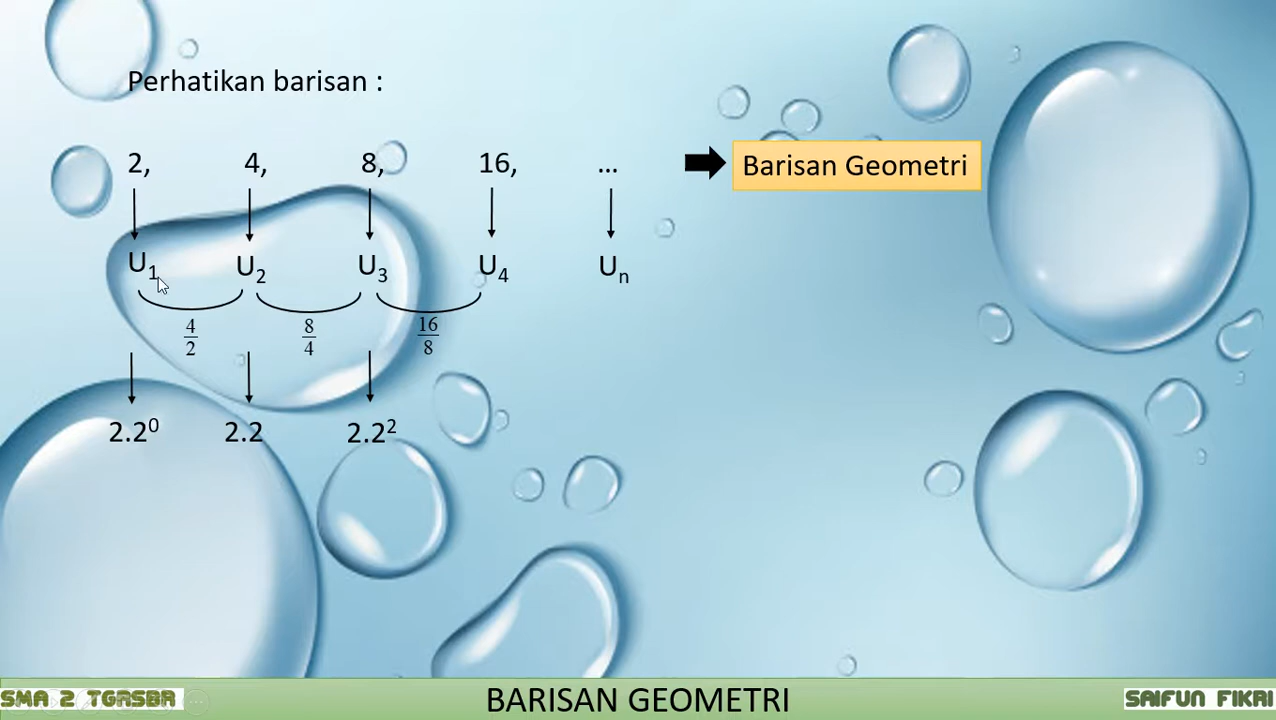 Perhatikan barisan :
2, 4, 8, 16, ... Barisan Geometri
U₁ U₂ U₃ U₄ Uₙ
4/2 8/4 16/8
2.2⁰ 2.2 2.2²
SMA 2 TGRSBR BARISAN GEOMETRI SAIFUN FIKRI